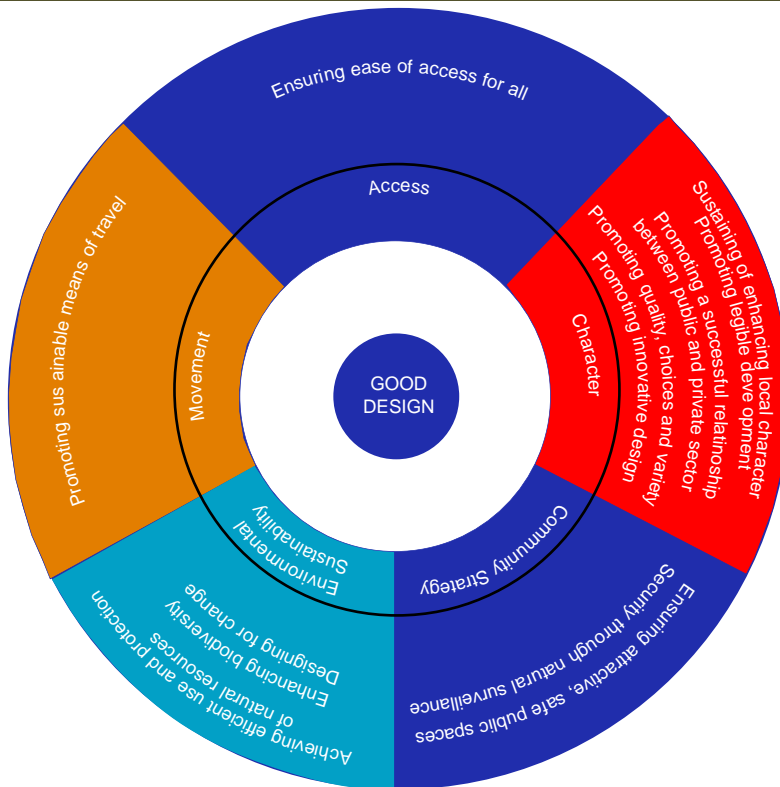 Ensuring ease of access for all
Access
Sustaining of enhancing local character
Promoting legible deve opment
Promoting a successful relatinoship
between public and private sector
Promoting quality, choices and variety
Promoting innovative design
Character
Ensuring attractive, safe public spaces
Security through natural surveillance
Community Strategy
Environmental
Sustainability
Designing for change
Enhancing biodiversity
Achieving efficient use and protection
of natural resources
Promoting sus ainable means of travel
Movement
GOOD
DESIGN